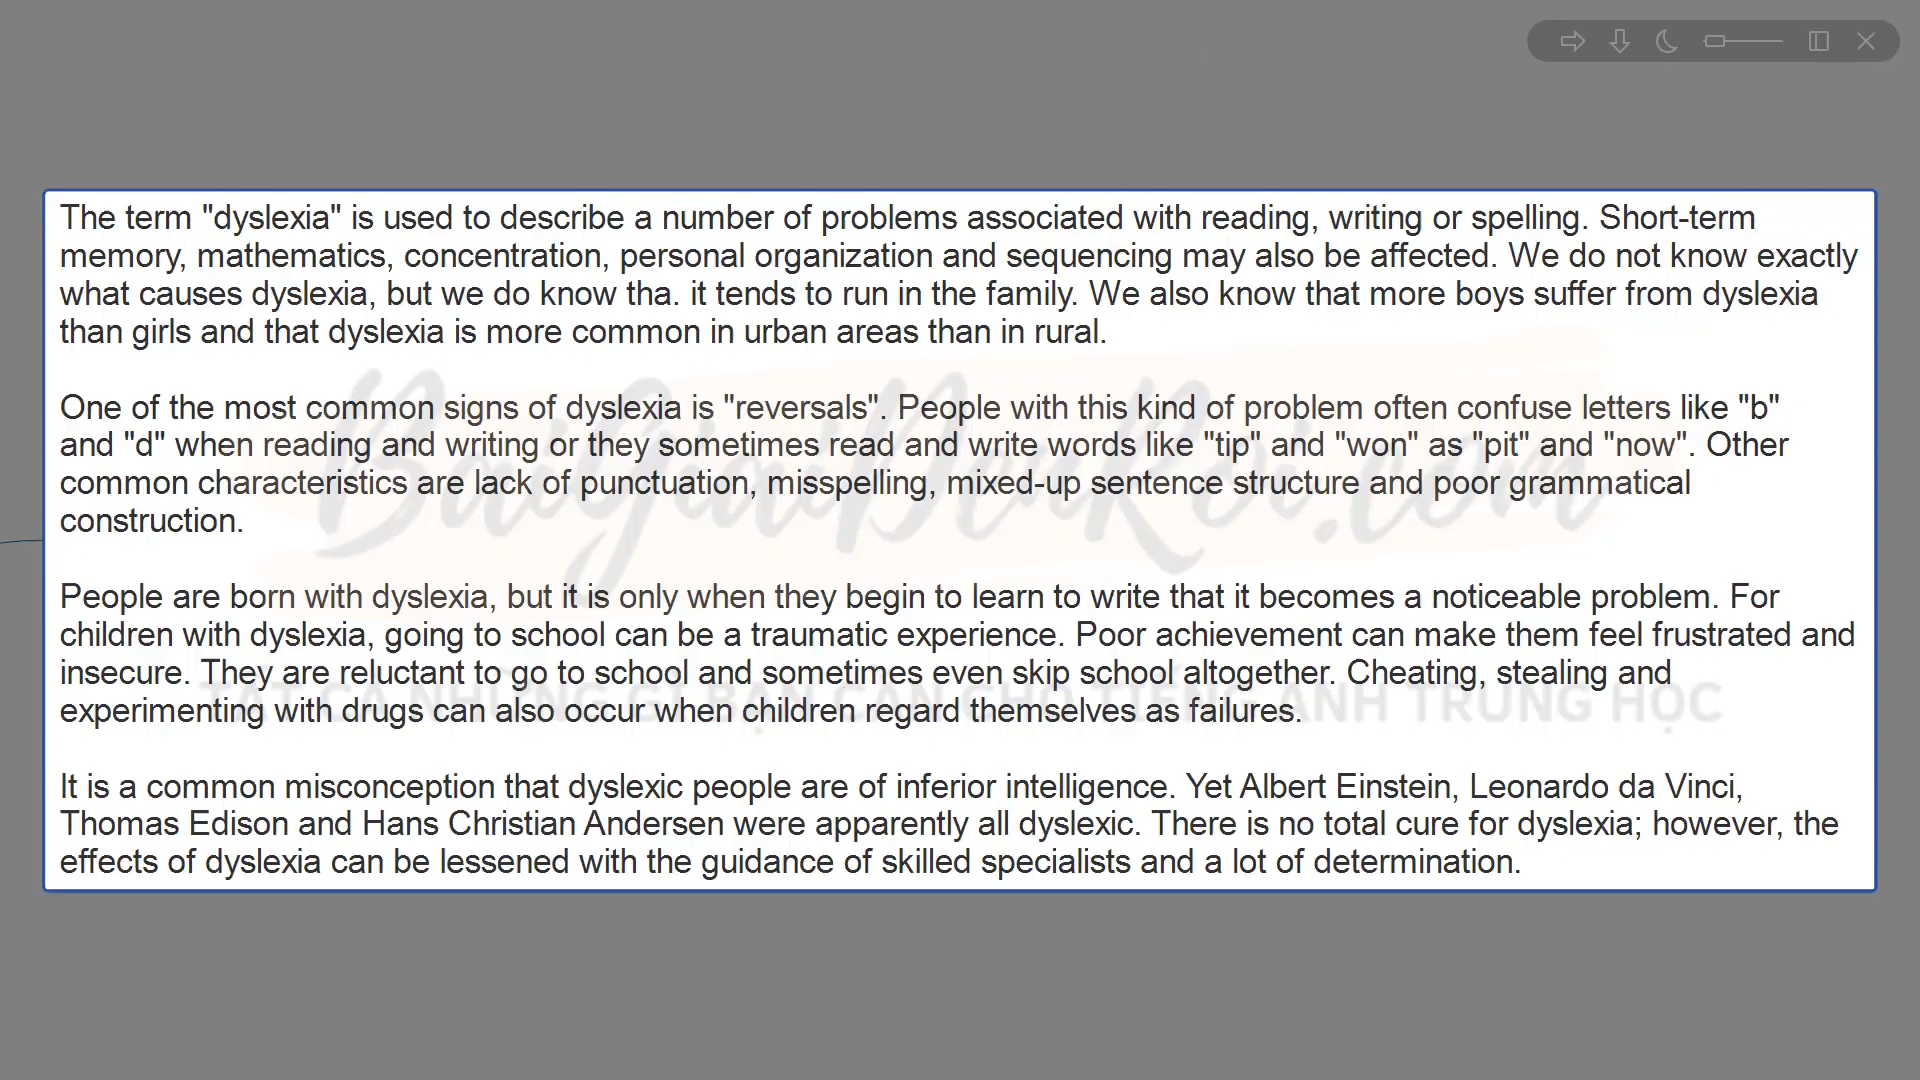 The term "dyslexia" is used to describe a number of problems associated with reading, writing or spelling. Short-term
memory, mathematics, concentration, personal organization and sequencing may also be affected. We do not know exactly
what causes dyslexia, but we do know tha. it tends to run in the family. We also know that more boys suffer from dyslexia
than girls and that dyslexia is more common in urban areas than in rural.
One of the most common signs of dyslexia is "reversals". People with this kind of problem often confuse letters like "b"
and "d" when reading and writing or they sometimes read and write words like "tip" and "won" as "pit" and "now". Other
common characteristics are lack of punctuation, misspelling, mixed-up sentence structure and poor grammatical
construction.
BaiGiaiDenRoi.com
People are born with dyslexia, but it is only when they begin to learn to write that it becomes a noticeable problem. For
children with dyslexia, going to school can be a traumatic experience. Poor achievement can make them feel frustrated and
insecure. They are reluctant to go to school and sometimes even skip school altogether. Cheating, stealing and
experimenting with drugs can also occur when children regard themselves as failures.
TẤT CẢ NHỮNG GÌ BẠN CẦN CHO TIẾNG ANH TRUNG HỌC
It is a common misconception that dyslexic people are of inferior intelligence. Yet Albert Einstein, Leonardo da Vinci,
Thomas Edison and Hans Christian Andersen were apparently all dyslexic. There is no total cure for dyslexia; however, the
effects of dyslexia can be lessened with the guidance of skilled specialists and a lot of determination.